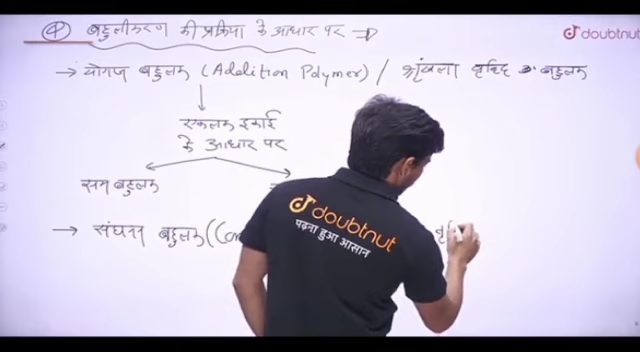 ④ बहुलीकरण की प्रक्रिया के आधार पर ⇒
doubtnut
→ योगज बहुलक (Addition Polymer) / श्रृंखला वृद्धि बहुलक
एकलक इकाई
के आधार पर
सम बहुलक
→ संघनन बहुलक (Con
doubtnut
पढ़ना हुआ आसान